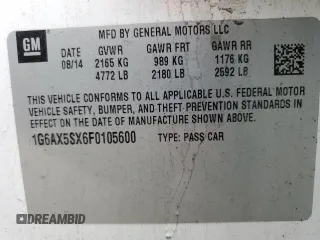 MFD BY GENERAL MOTORS LLC
GM
08/14 GVWR GAWR FRT GAWR RR
2165 KG 989 KG 1176 KG
4772 LB 2180 LB 2592 LB
THIS VEHICLE CONFORMS TO ALL APPLICABLE U.S. FEDERAL MOTOR
VEHICLE SAFETY, BUMPER, AND THEFT PREVENTION STANDARDS IN
EFFECT ON THE DATE OF MANUFACTURE SHOWN ABOVE.
1G6AX5SX6F0105600 TYPE: PASS CAR
© DREAMBID